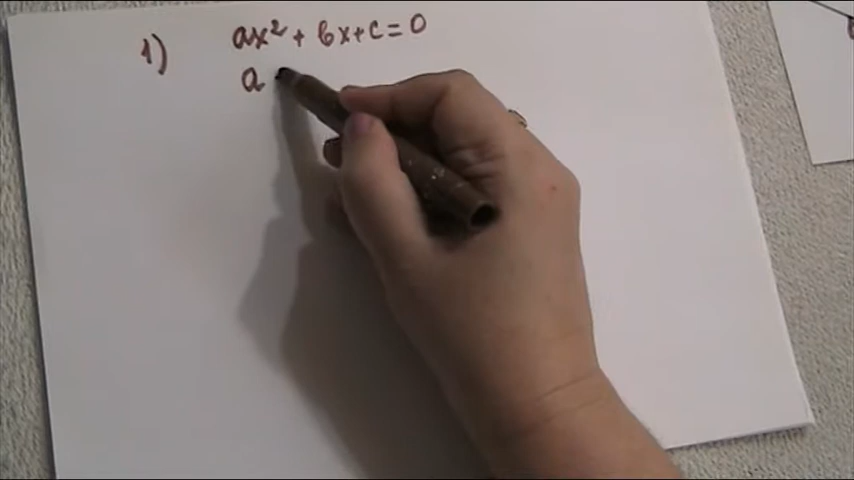 1) ax² + bx + c = 0
a